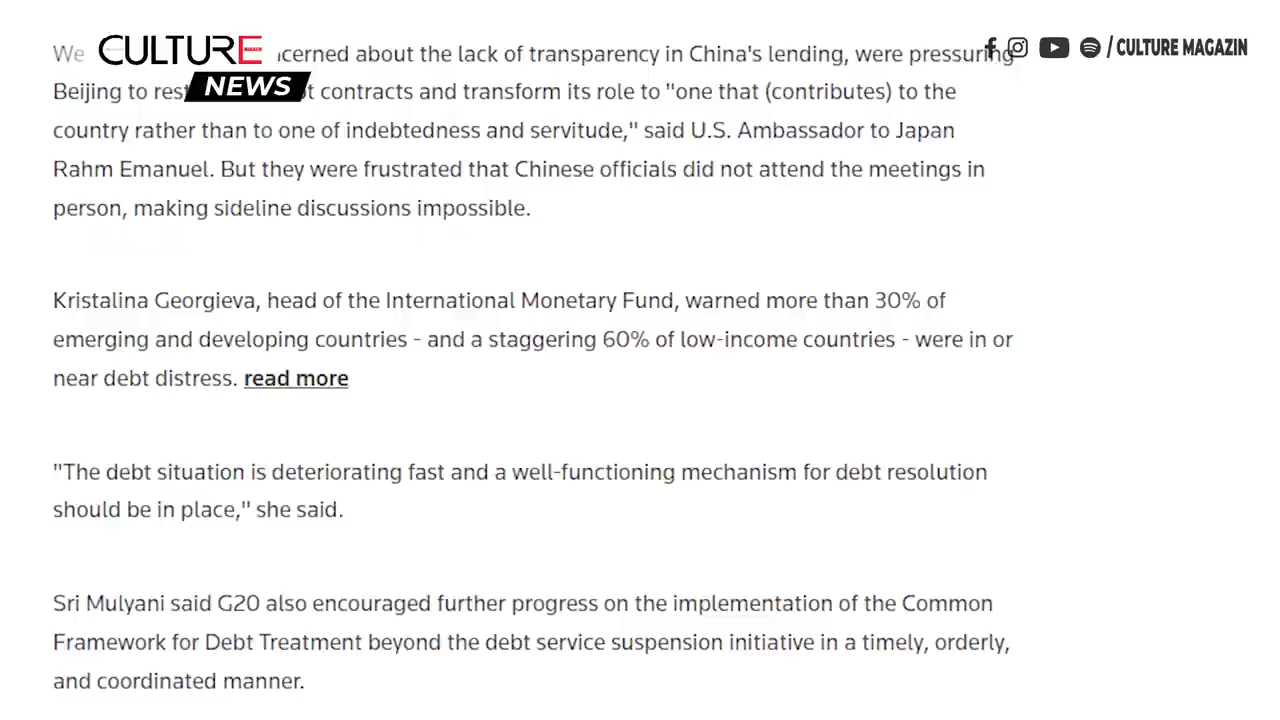 CULTURE
NEWS
/ CULTURE MAGAZIN
We cerned about the lack of transparency in China's lending, were pressuring
Beijing to rest t contracts and transform its role to "one that (contributes) to the
country rather than to one of indebtedness and servitude," said U.S. Ambassador to Japan
Rahm Emanuel. But they were frustrated that Chinese officials did not attend the meetings in
person, making sideline discussions impossible.
Kristalina Georgieva, head of the International Monetary Fund, warned more than 30% of
emerging and developing countries - and a staggering 60% of low-income countries - were in or
near debt distress. read more
"The debt situation is deteriorating fast and a well-functioning mechanism for debt resolution
should be in place," she said.
Sri Mulyani said G20 also encouraged further progress on the implementation of the Common
Framework for Debt Treatment beyond the debt service suspension initiative in a timely, orderly,
and coordinated manner.